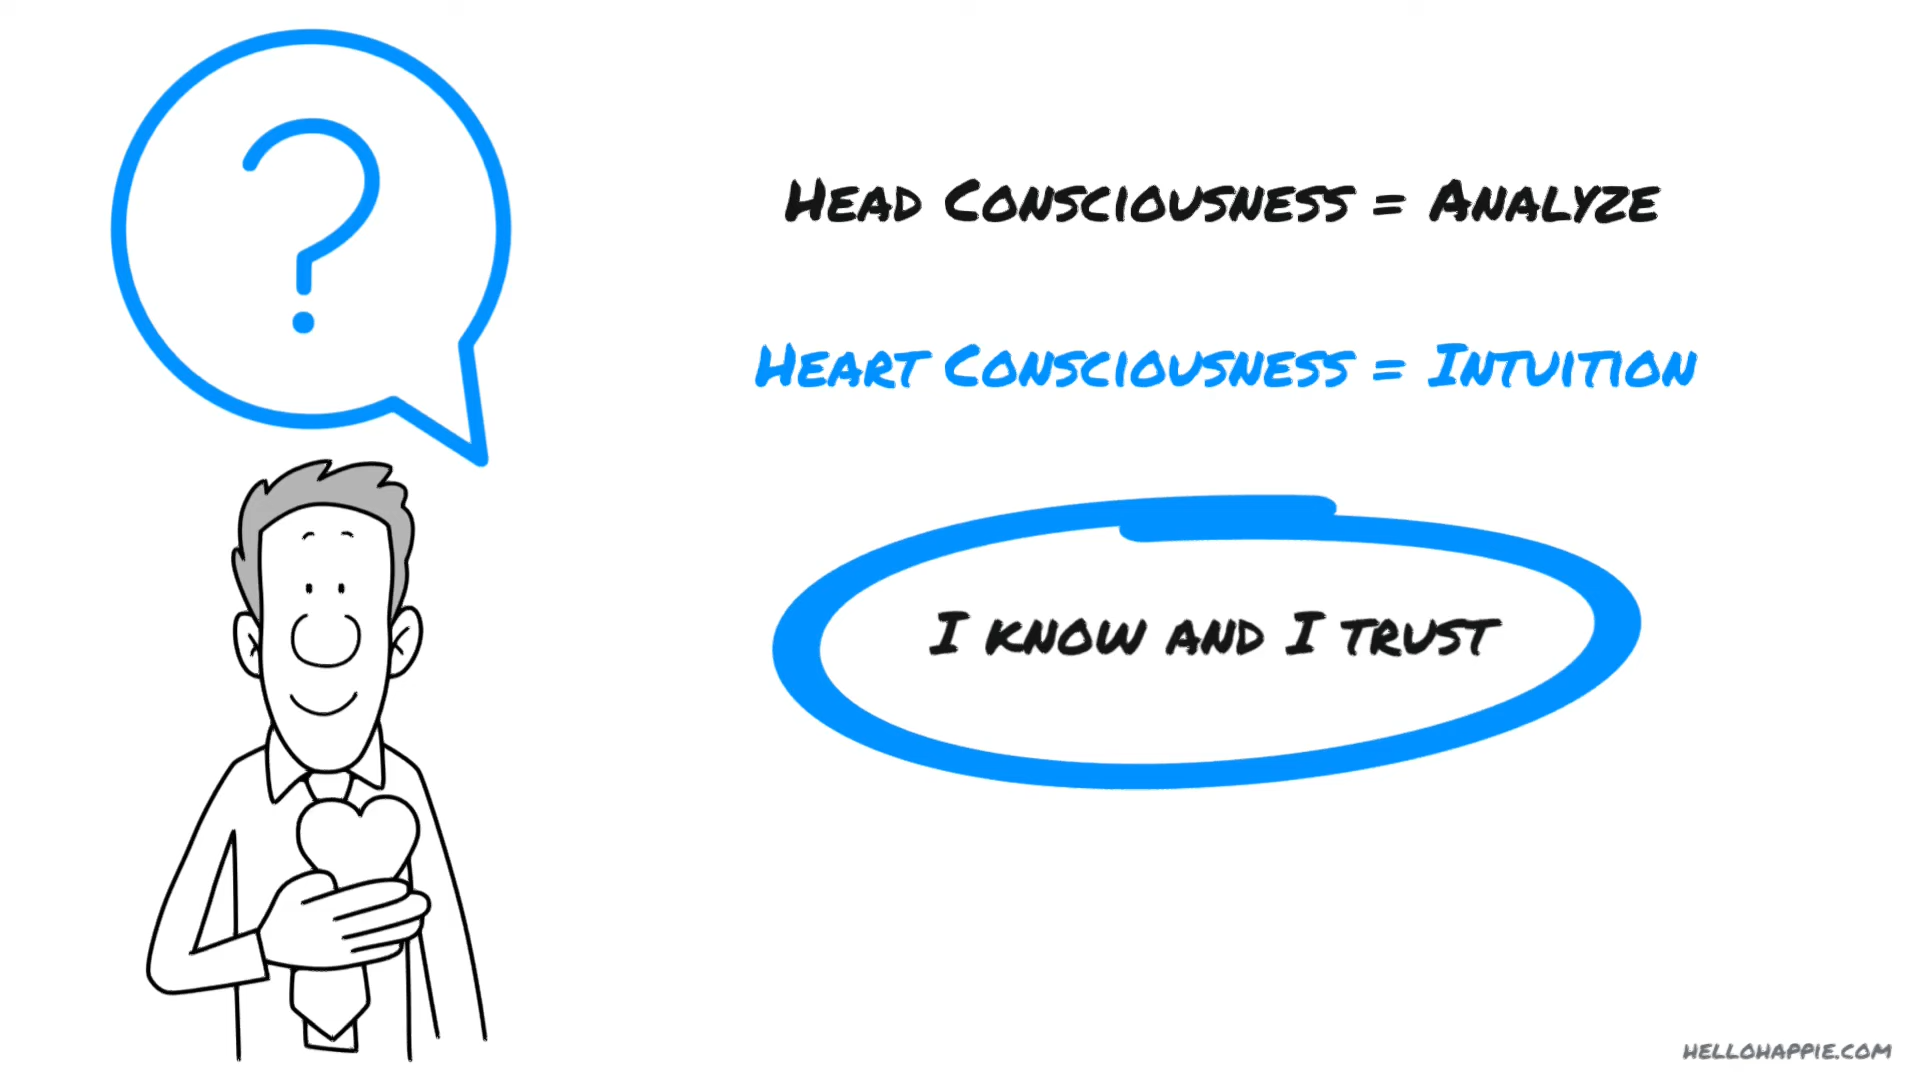 ?
Head Consciousness = Analyze
Heart Consciousness = Intuition
I know and I trust
hellohappie.com